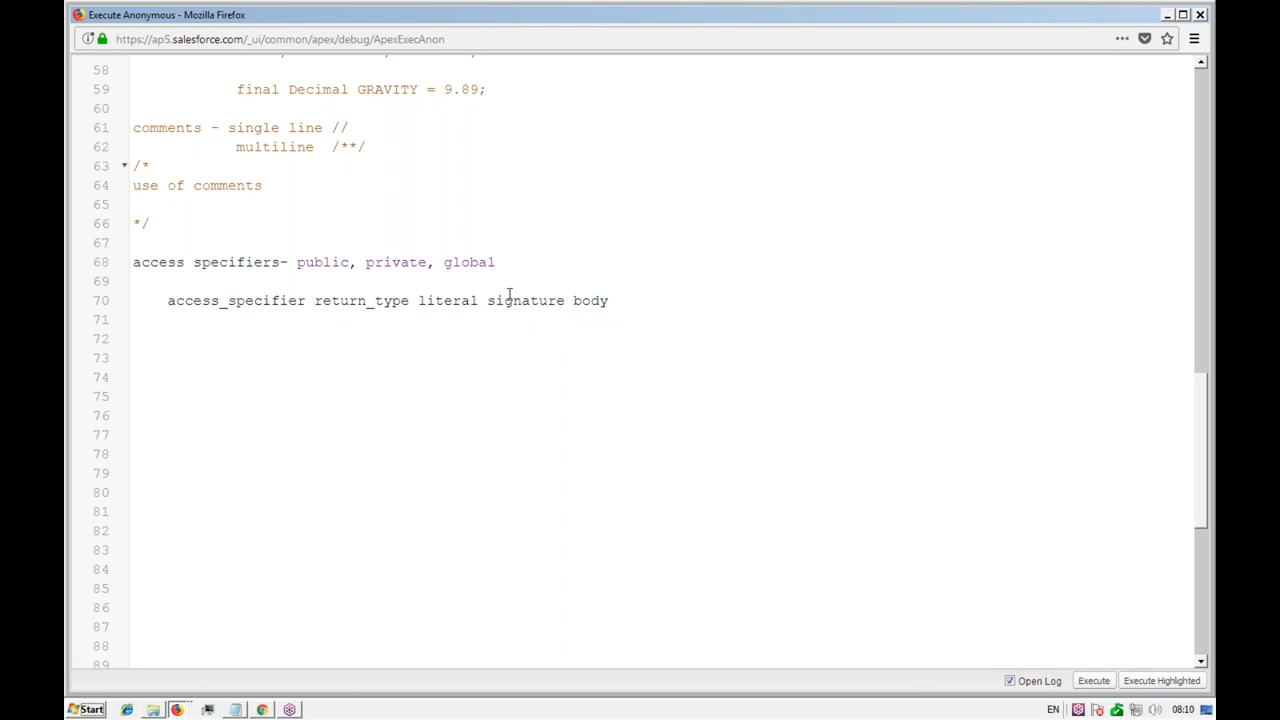 Execute Anonymous - Mozilla Firefox
https://ap5.salesforce.com/_ui/common/apex/debug/ApexExecAnon
58
59 final Decimal GRAVITY = 9.89;
60
61 comments - single line //
62 multiline /**/
63 /*
64 use of comments
65
66 */
67
68 access specifiers- public, private, global
69
70 access_specifier return_type literal signature body
71
72
73
74
75
76
77
78
79
80
81
82
83
84
85
86
87
88
89
Open Log Execute Execute Highlighted
Start EN 08:10